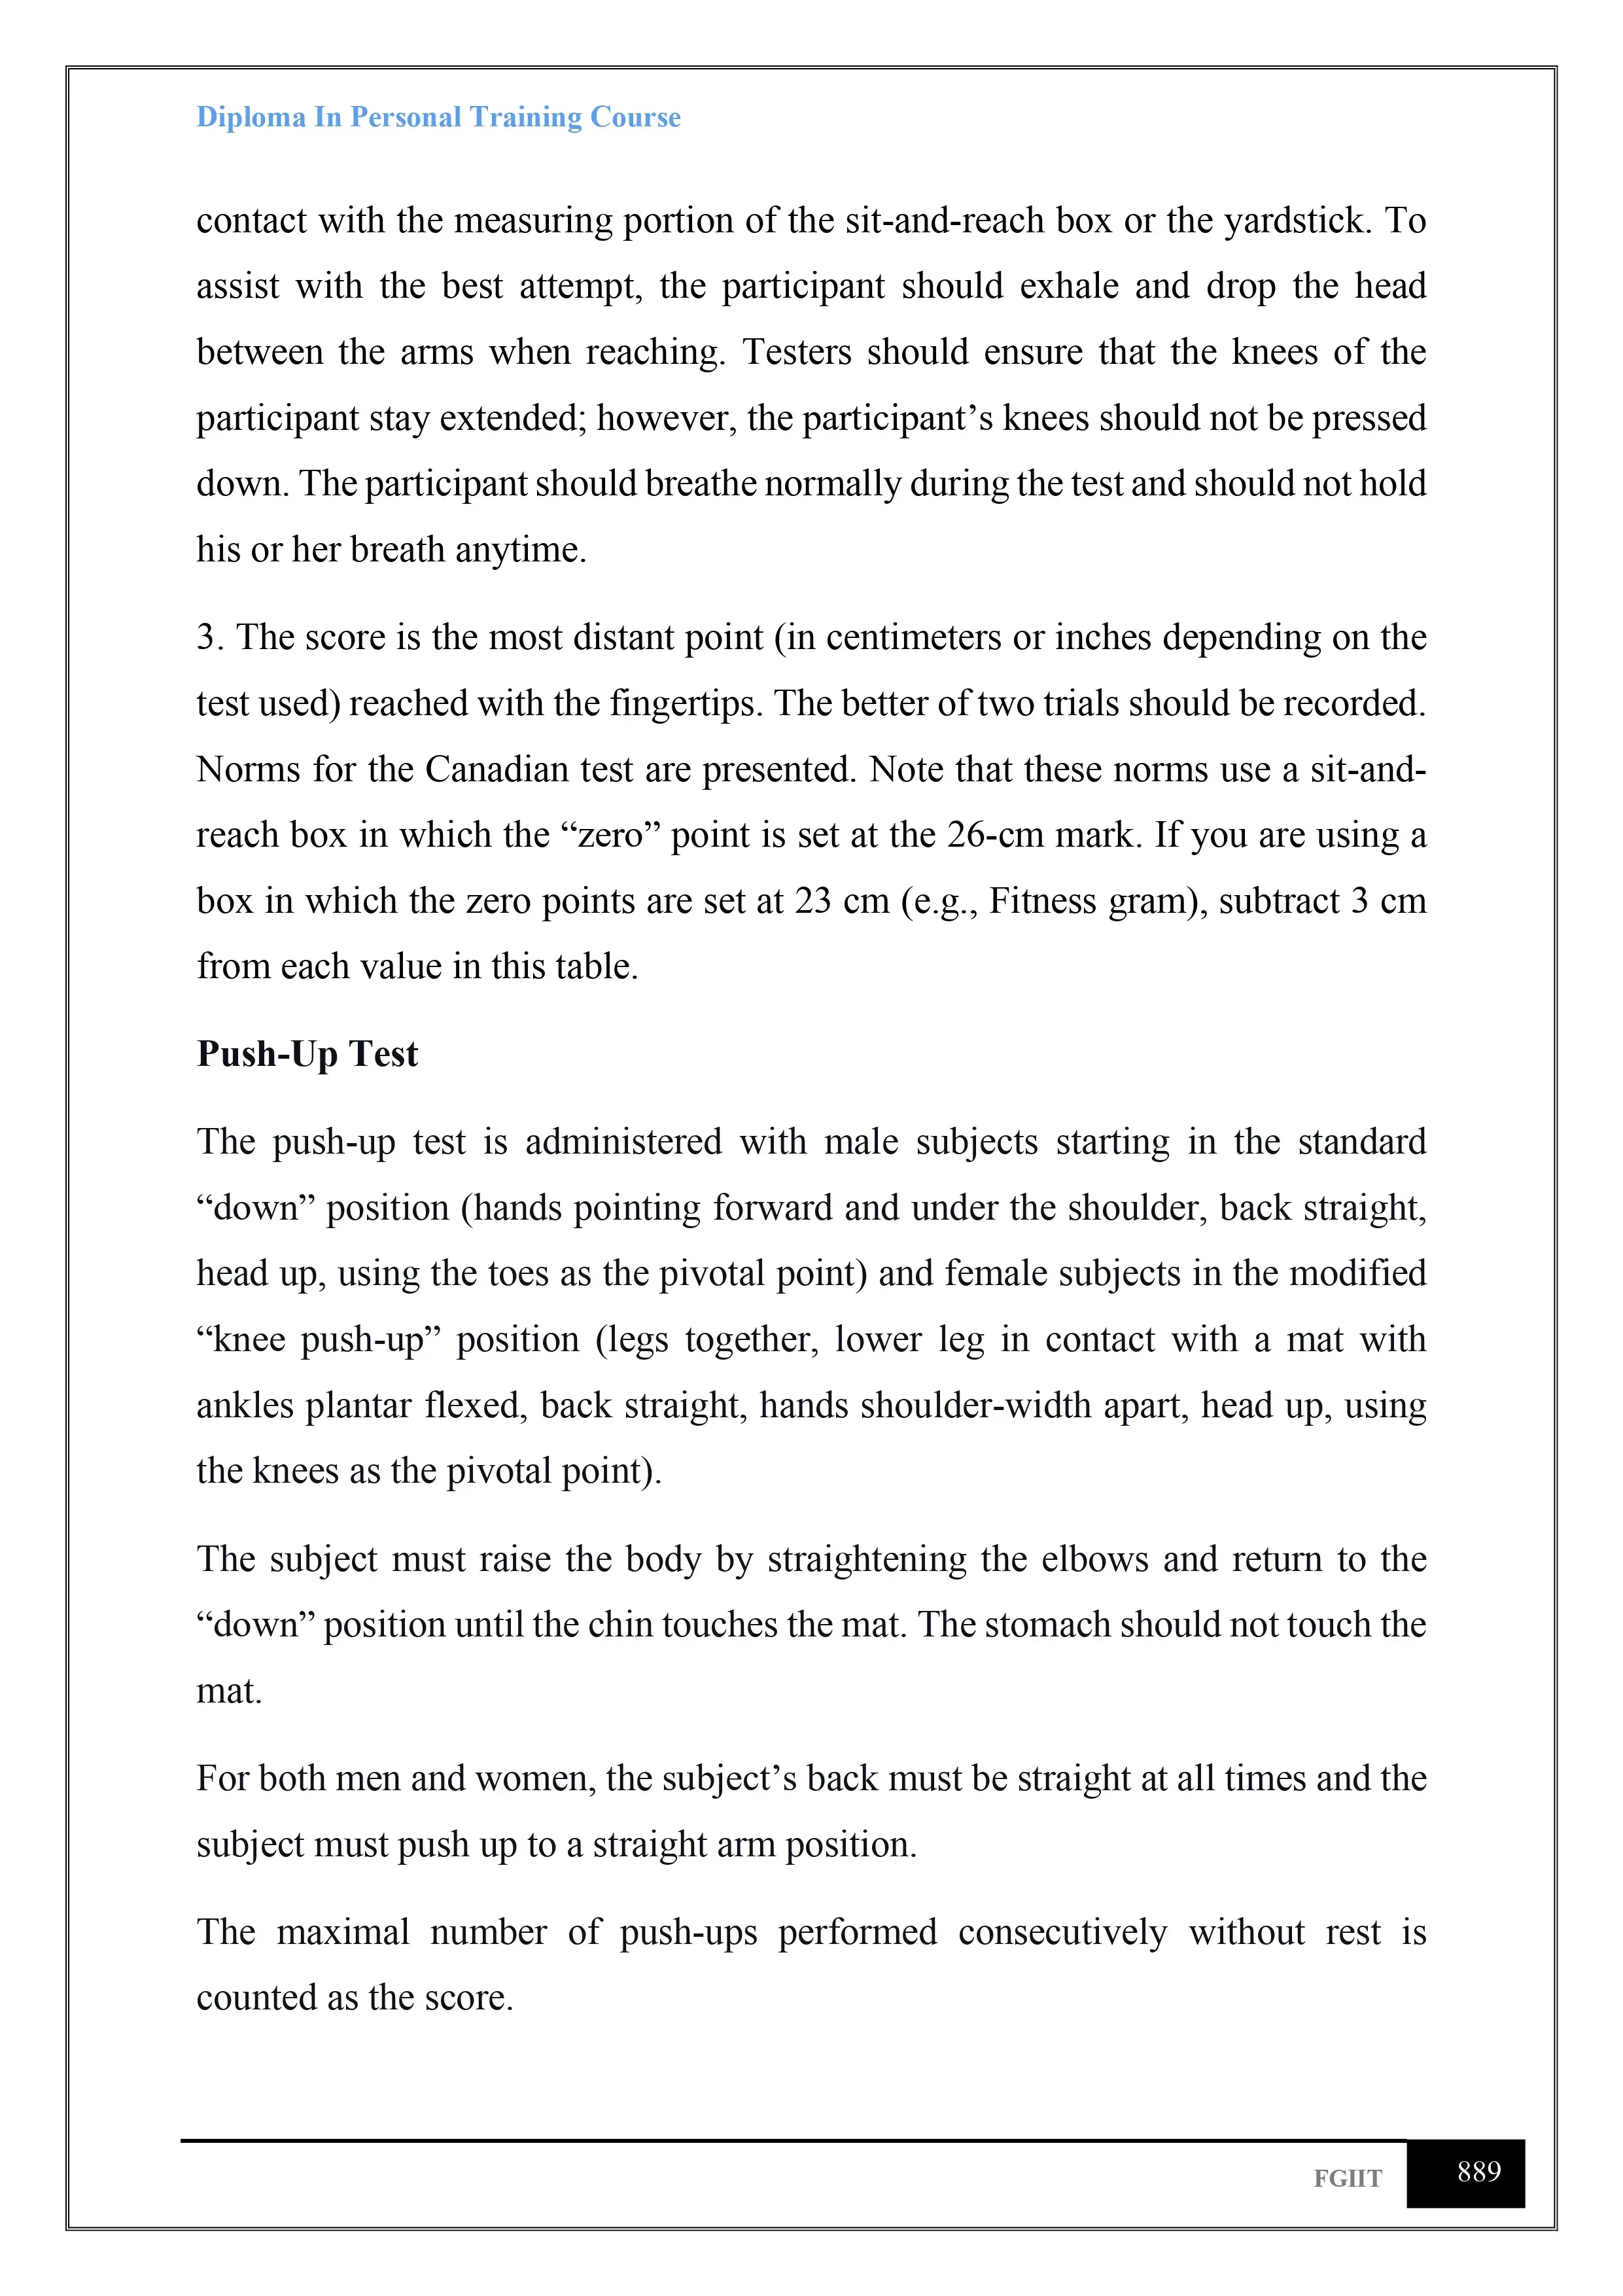 Diploma In Personal Training Course
contact with the measuring portion of the sit-and-reach box or the yardstick. To
assist with the best attempt, the participant should exhale and drop the head
between the arms when reaching. Testers should ensure that the knees of the
participant stay extended; however, the participant’s knees should not be pressed
down. The participant should breathe normally during the test and should not hold
his or her breath anytime.
3. The score is the most distant point (in centimeters or inches depending on the
test used) reached with the fingertips. The better of two trials should be recorded.
Norms for the Canadian test are presented. Note that these norms use a sit-and-
reach box in which the “zero” point is set at the 26-cm mark. If you are using a
box in which the zero points are set at 23 cm (e.g., Fitness gram), subtract 3 cm
from each value in this table.
Push-Up Test
The push-up test is administered with male subjects starting in the standard
“down” position (hands pointing forward and under the shoulder, back straight,
head up, using the toes as the pivotal point) and female subjects in the modified
“knee push-up” position (legs together, lower leg in contact with a mat with
ankles plantar flexed, back straight, hands shoulder-width apart, head up, using
the knees as the pivotal point).
The subject must raise the body by straightening the elbows and return to the
“down” position until the chin touches the mat. The stomach should not touch the
mat.
For both men and women, the subject’s back must be straight at all times and the
subject must push up to a straight arm position.
The maximal number of push-ups performed consecutively without rest is
counted as the score.
FGIIT 889